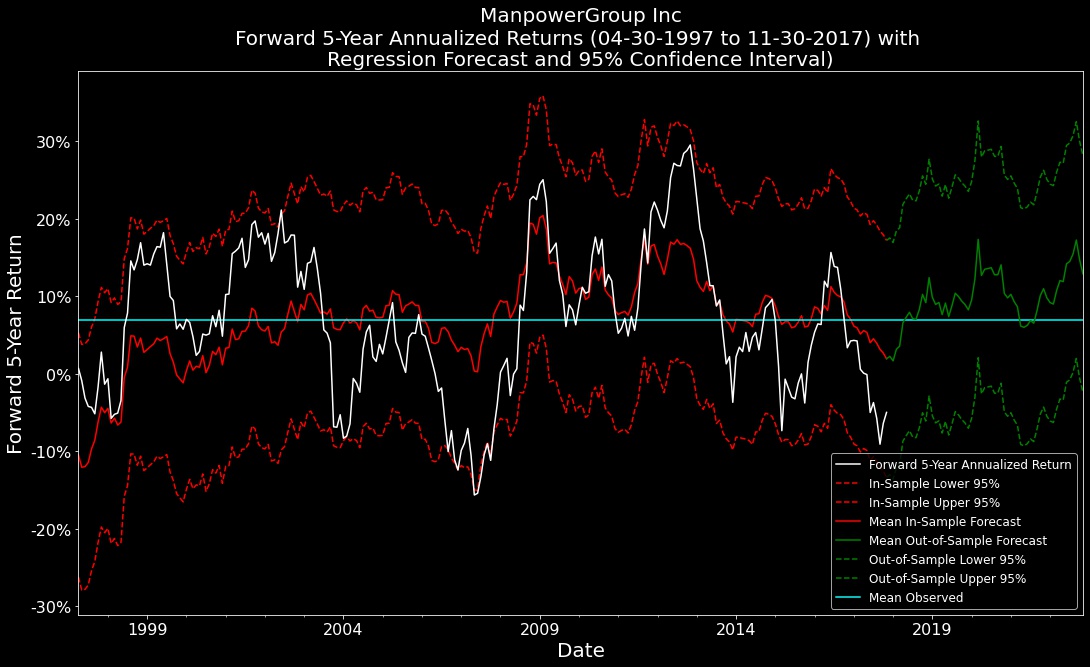 ManpowerGroup Inc
Forward 5-Year Annualized Returns (04-30-1997 to 11-30-2017) with
Regression Forecast and 95% Confidence Interval)
Forward 5-Year Return
30%
20%
10%
0%
-10%
-20%
-30%
Forward 5-Year Annualized Return
In-Sample Lower 95%
In-Sample Upper 95%
Mean In-Sample Forecast
Mean Out-of-Sample Forecast
Out-of-Sample Lower 95%
Out-of-Sample Upper 95%
Mean Observed
1999 2004 2009 2014 2019
Date